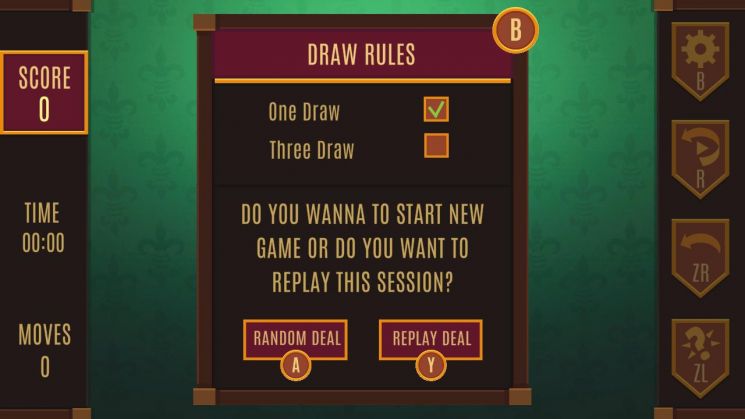 B
DRAW RULES
SCORE
0
One Draw
Three Draw
TIME
00:00
DO YOU WANNA TO START NEW
GAME OR DO YOU WANT TO
REPLAY THIS SESSION?
MOVES
0
RANDOM DEAL
A
REPLAY DEAL
Y
B
R
ZR
ZL